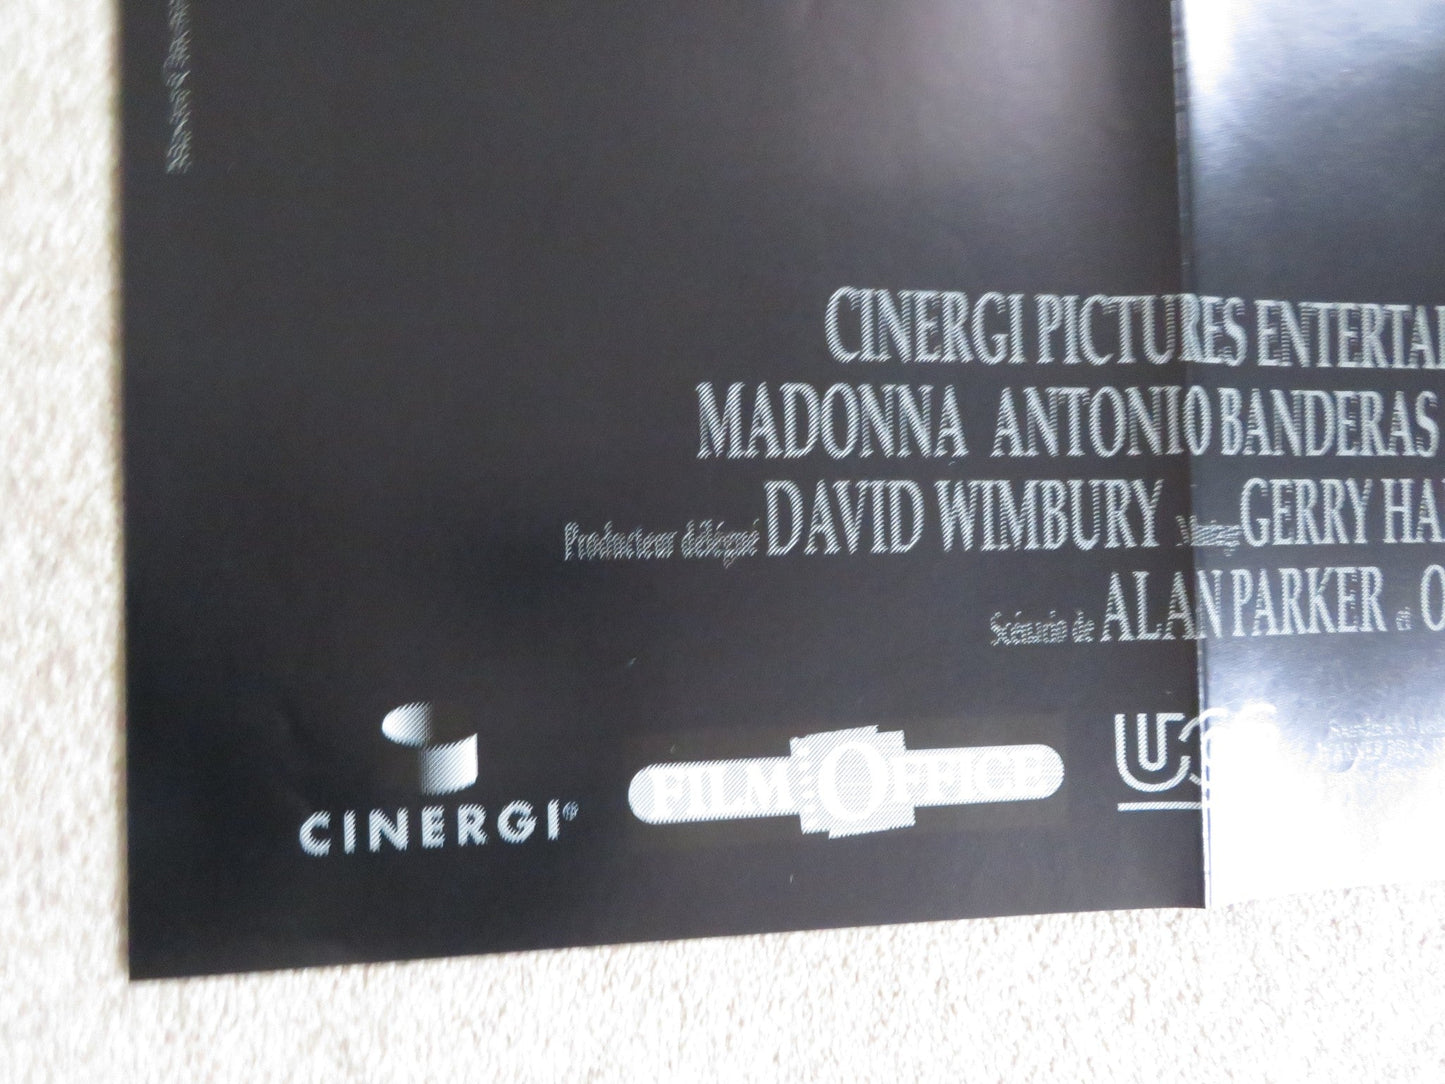 CINERGI PICTURES ENTERTAI
MADONNA ANTONIO BANDERAS
Producteur délégué DAVID WIMBURY Montage GERRY HA
Scénario de ALAN PARKER et O
CINERGI®
FILM OFFICE
UGC